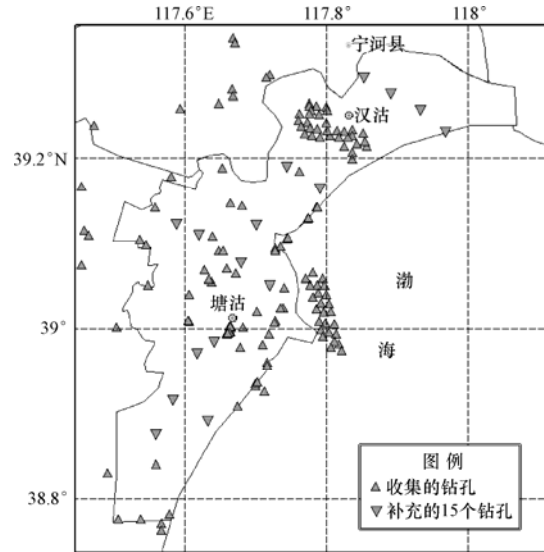 117.6°E
117.8°
118°
宁河县
汉沽
39.2°N
渤
塘沽
39°
海
图 例
收集的钻孔
补充的15个钻孔
38.8°